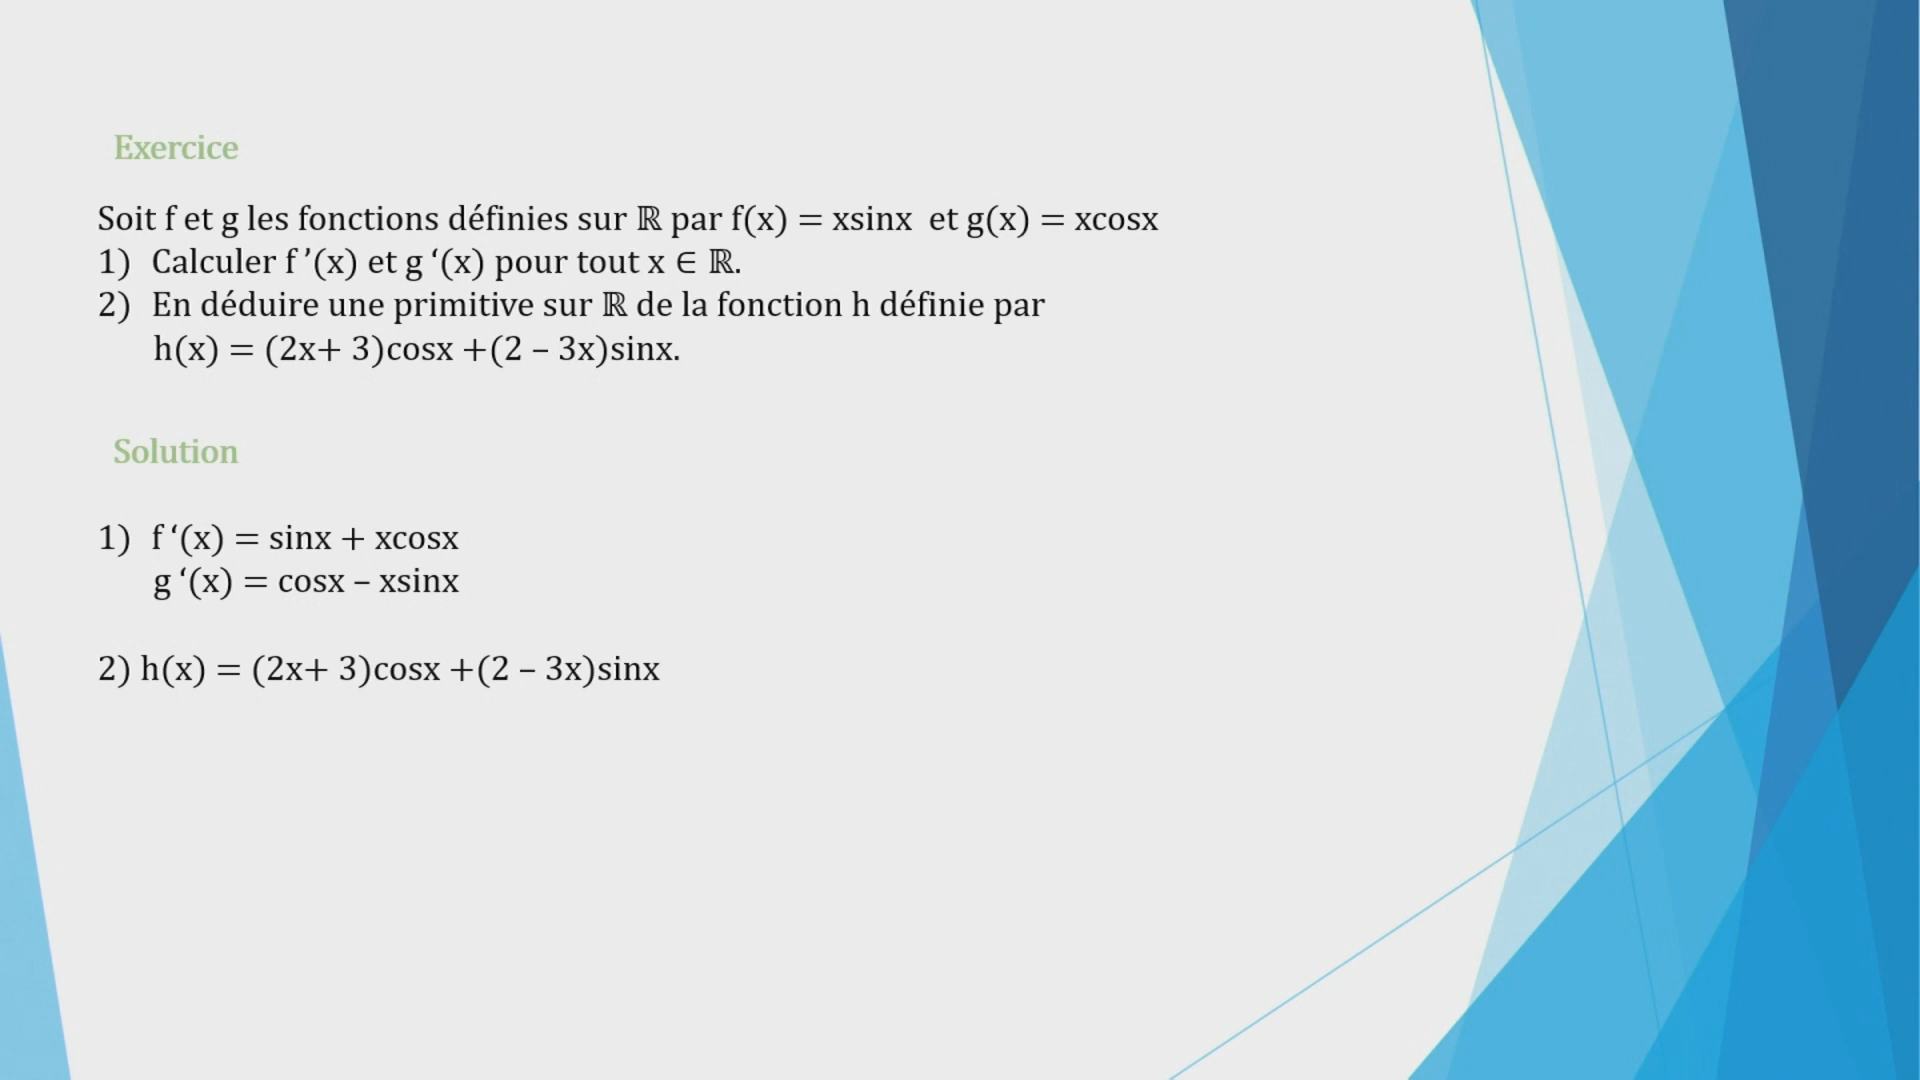 Exercice
Soit f et g les fonctions définies sur ℝ par f(x) = xsinx et g(x) = xcosx
1) Calculer f ’(x) et g ‘(x) pour tout x ∈ ℝ.
2) En déduire une primitive sur ℝ de la fonction h définie par
h(x) = (2x+ 3)cosx +(2 – 3x)sinx.
Solution
1) f ‘(x) = sinx + xcosx
g ‘(x) = cosx – xsinx
2) h(x) = (2x+ 3)cosx +(2 – 3x)sinx